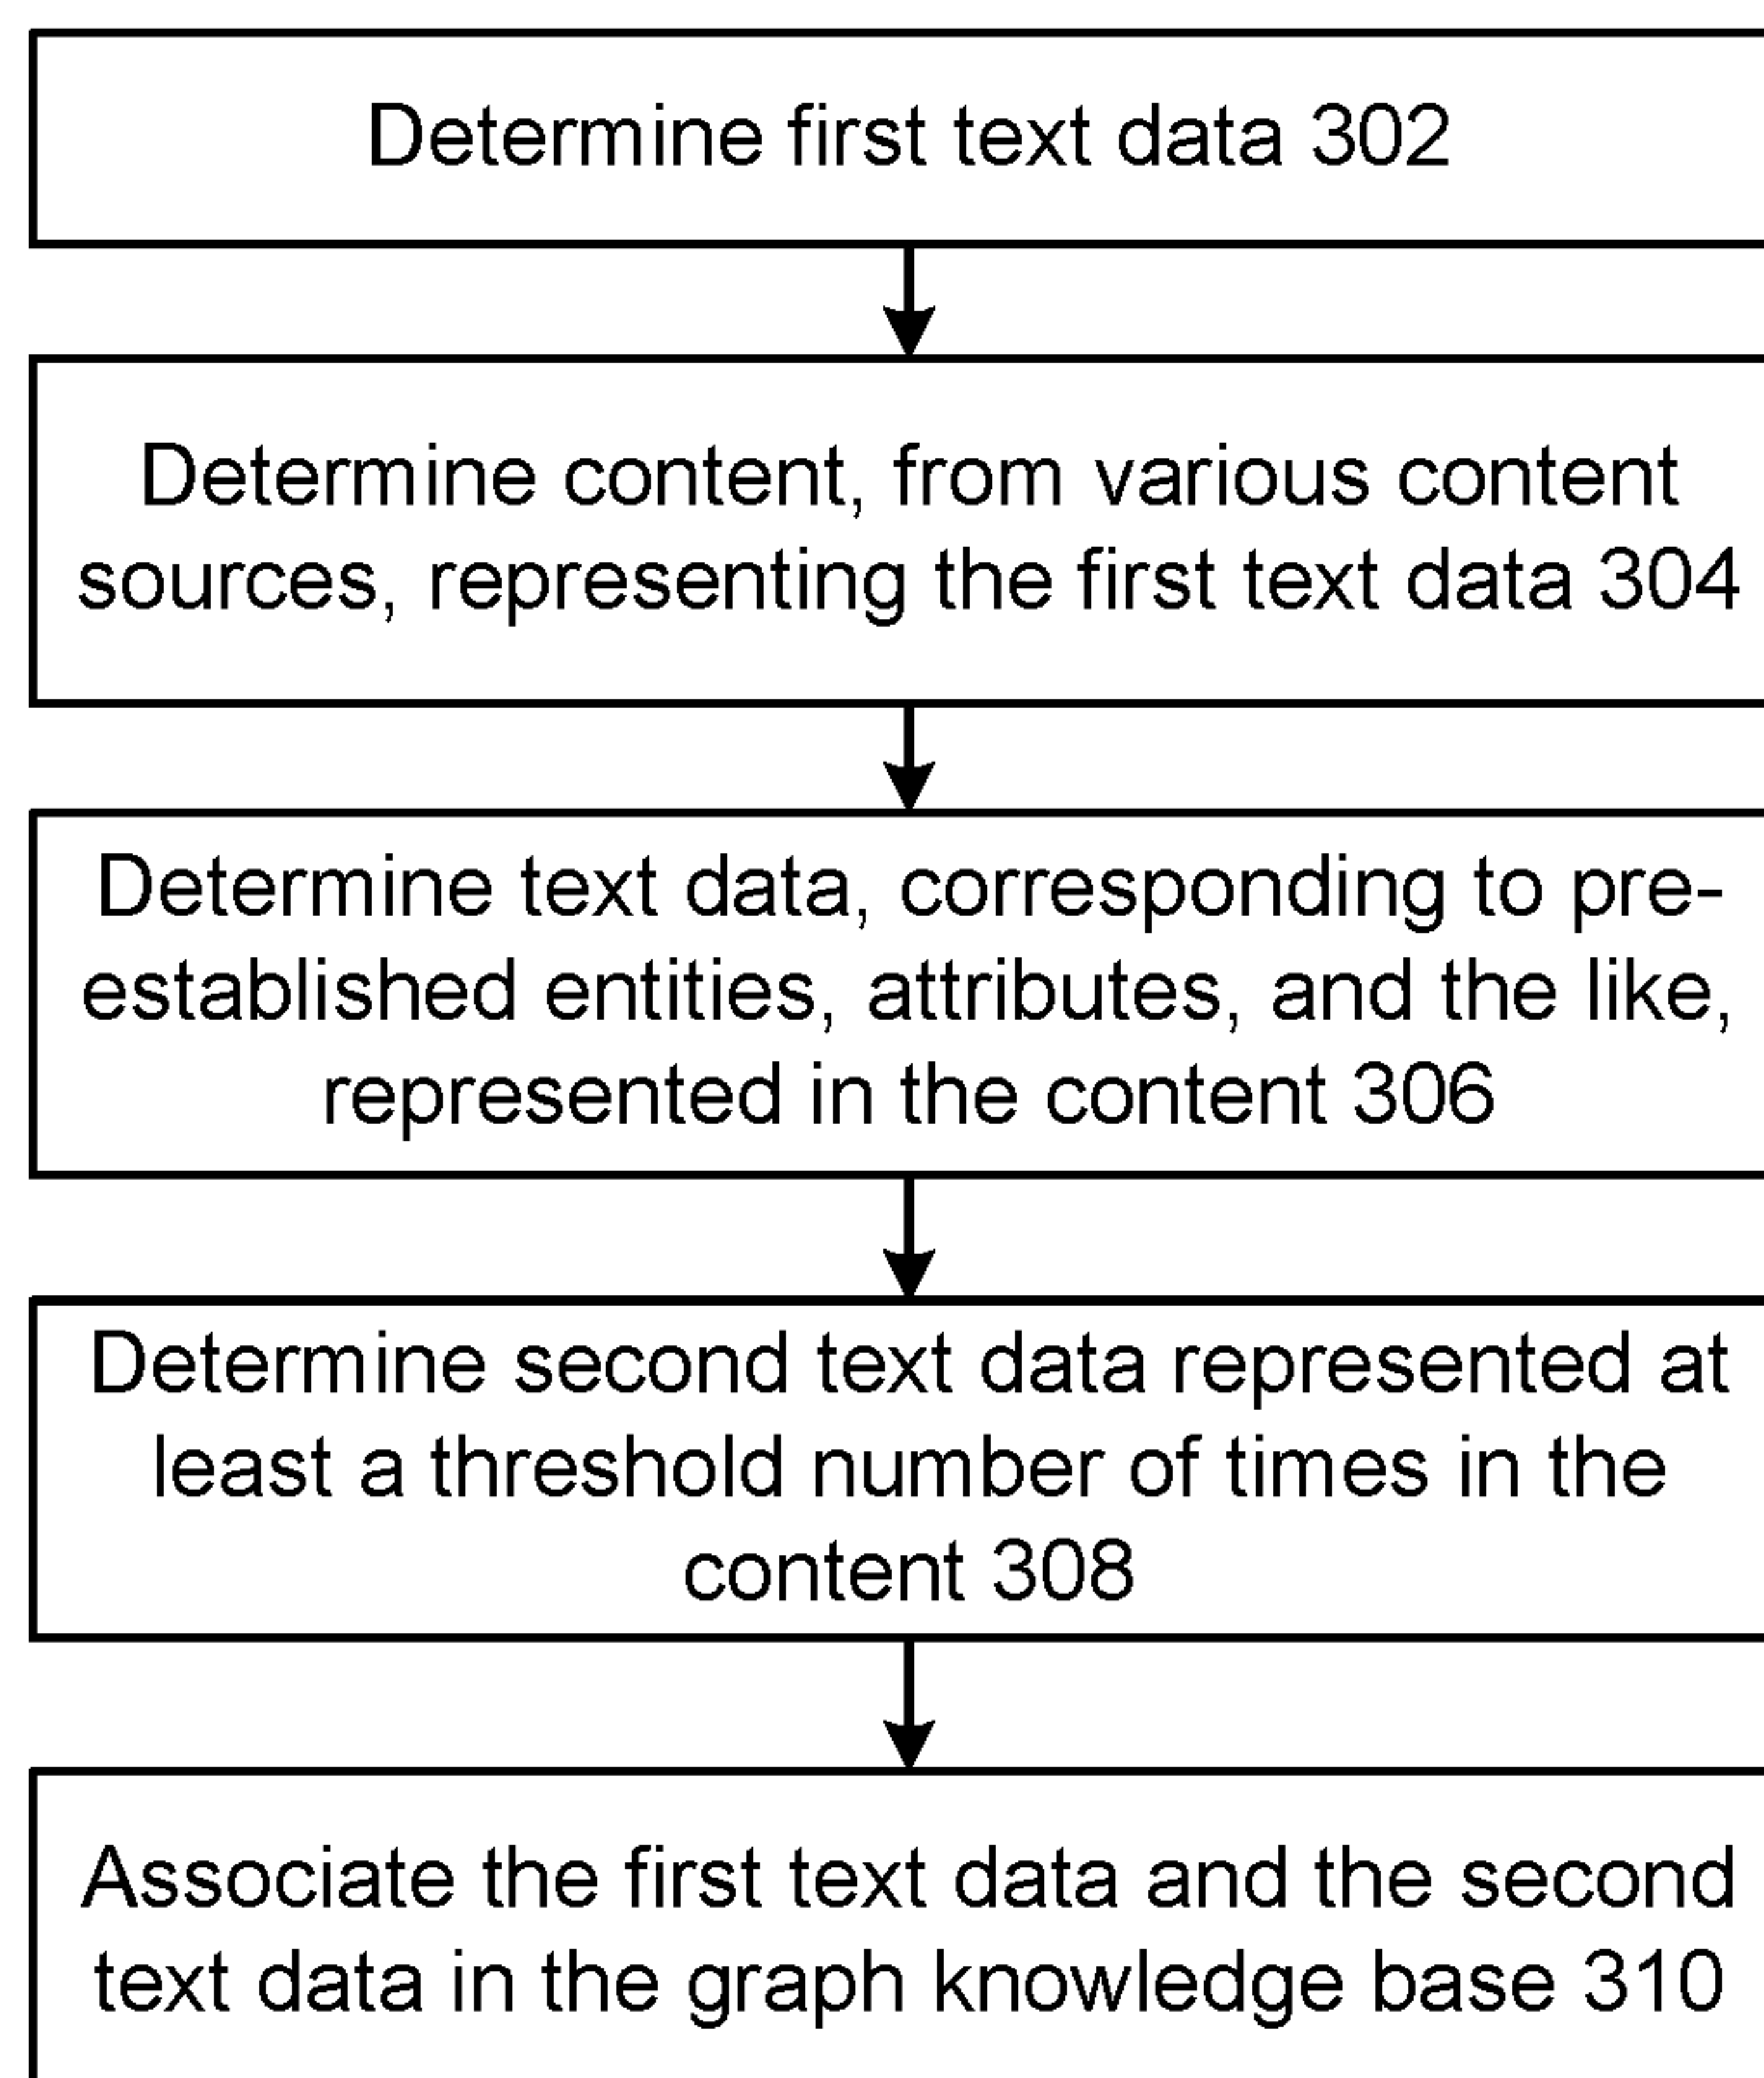 Determine first text data 302
Determine content, from various content
sources, representing the first text data 304
Determine text data, corresponding to pre-
established entities, attributes, and the like,
represented in the content 306
Determine second text data represented at
least a threshold number of times in the
content 308
Associate the first text data and the second
text data in the graph knowledge base 310